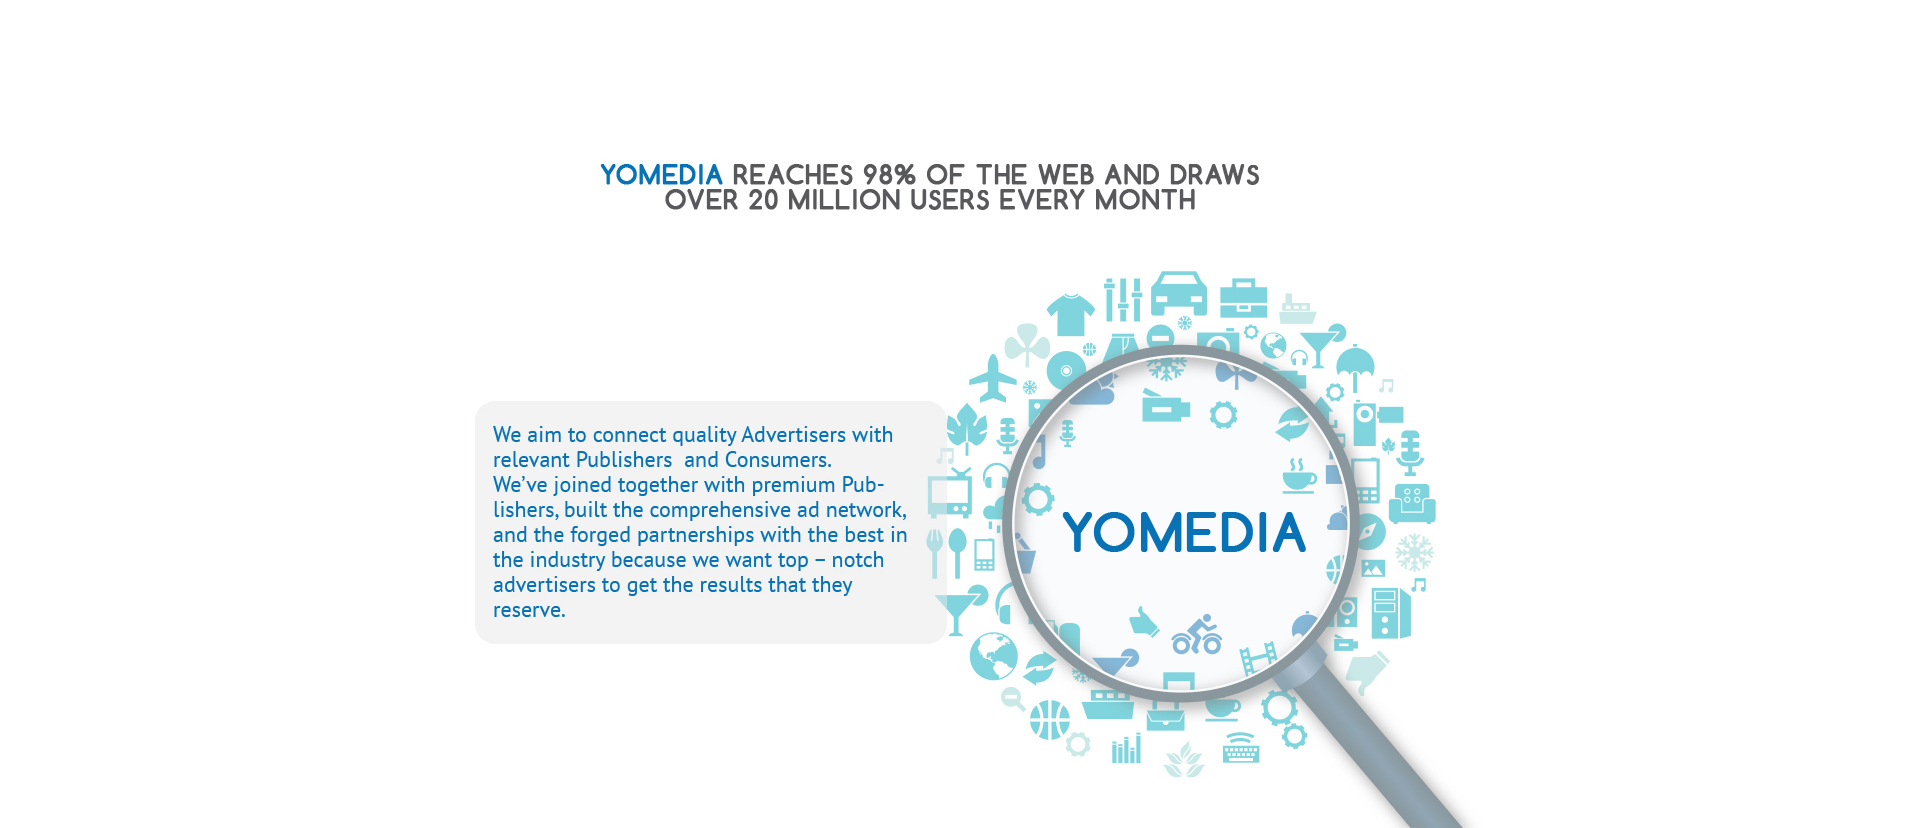 YOMEDIA REACHES 98% OF THE WEB AND DRAWS
OVER 20 MILLION USERS EVERY MONTH
We aim to connect quality Advertisers with
relevant Publishers  and Consumers.
We’ve joined together with premium Pub-
lishers, built the comprehensive ad network,
and the forged partnerships with the best in
the industry because we want top – notch
advertisers to get the results that they
reserve.
YOMEDIA